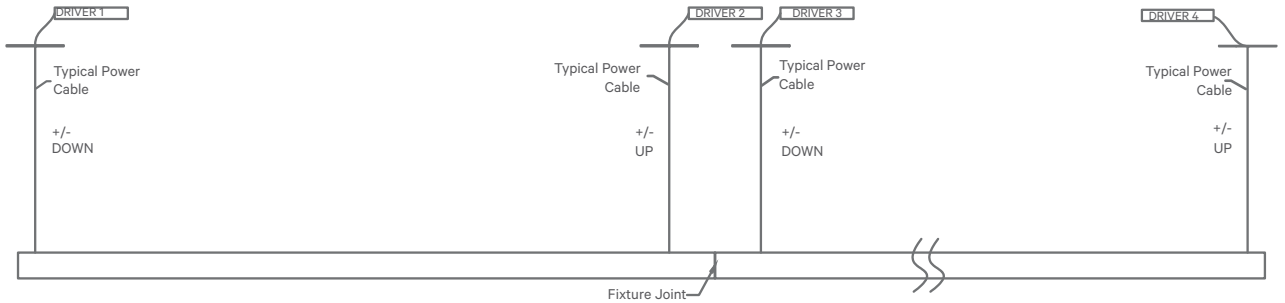 DRIVER 1
DRIVER 2
DRIVER 3
DRIVER 4
Typical Power
Cable
Typical Power
Cable
Typical Power
Cable
Typical Power
Cable
+/-
DOWN
+/-
UP
+/-
DOWN
+/-
UP
Fixture Joint